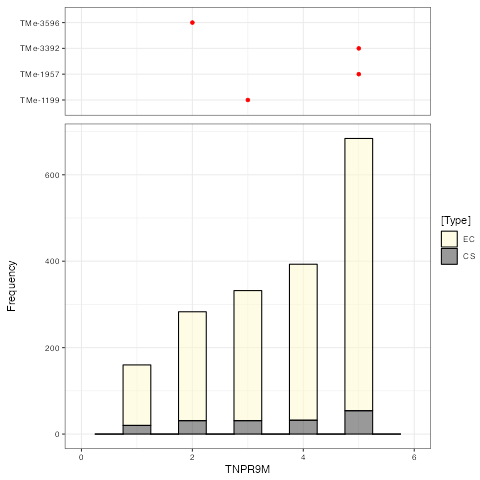 TMe-3596
TMe-3392
TMe-1957
TMe-1199
600
400
200
0
Frequency
0 2 4 6
TNPR9M
[Type]
EC
CS